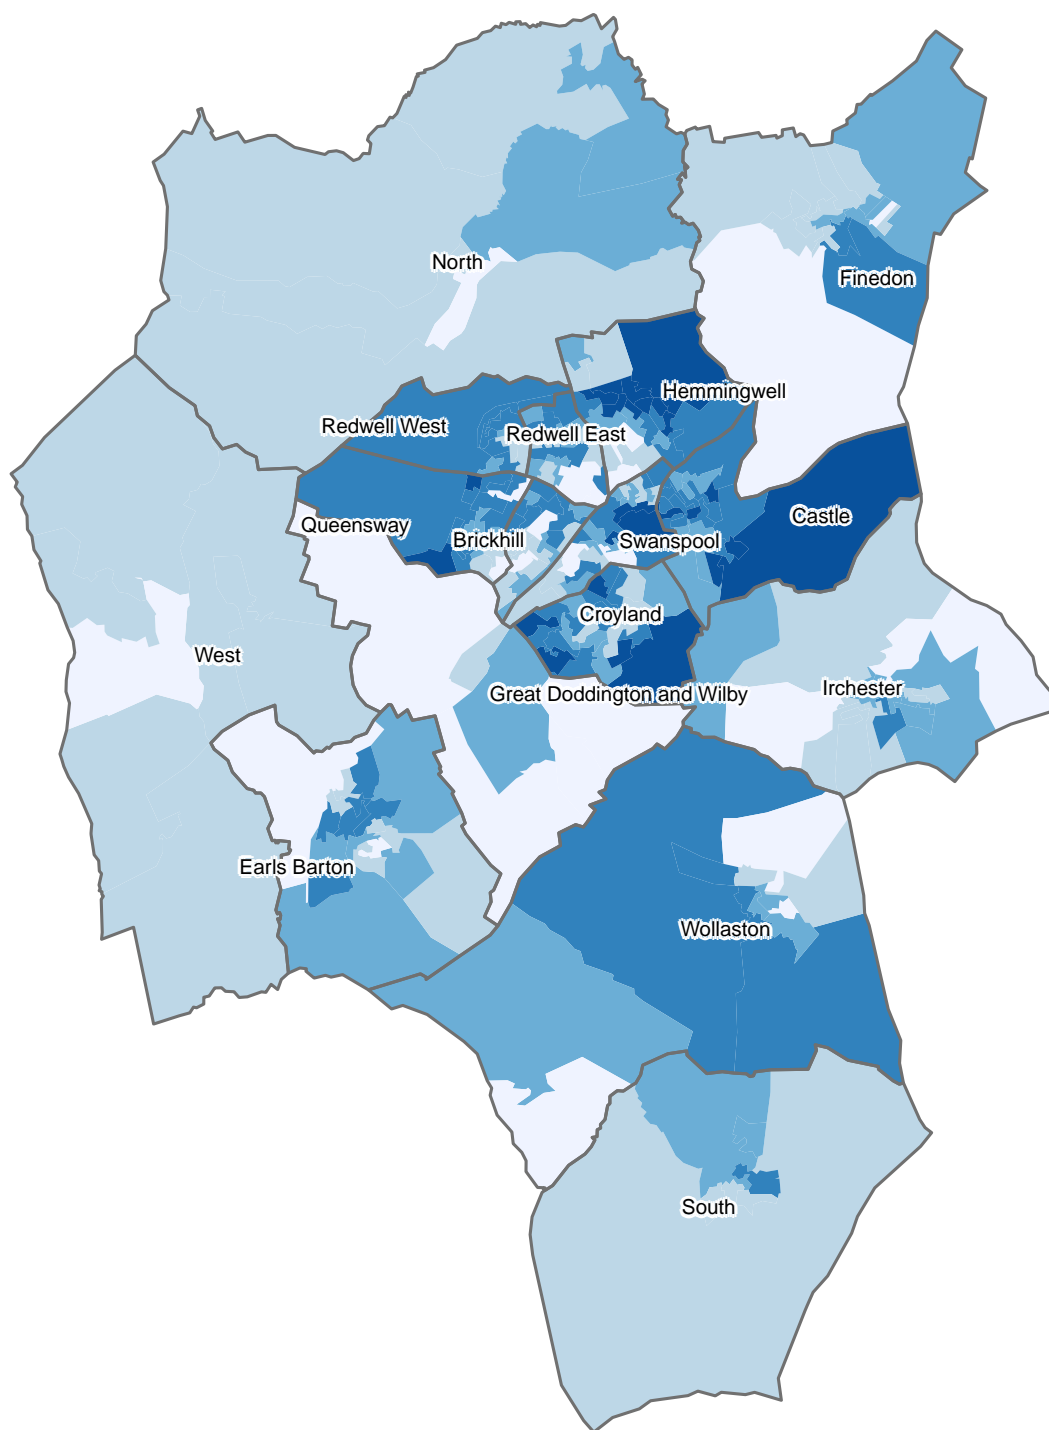 North
Finedon
Hemmingwell
Redwell West
Redwell East
Castle
Queensway
Brickhill
Swanspool
Croyland
West
Irchester
Great Doddington and Wilby
Earls Barton
Wollaston
South